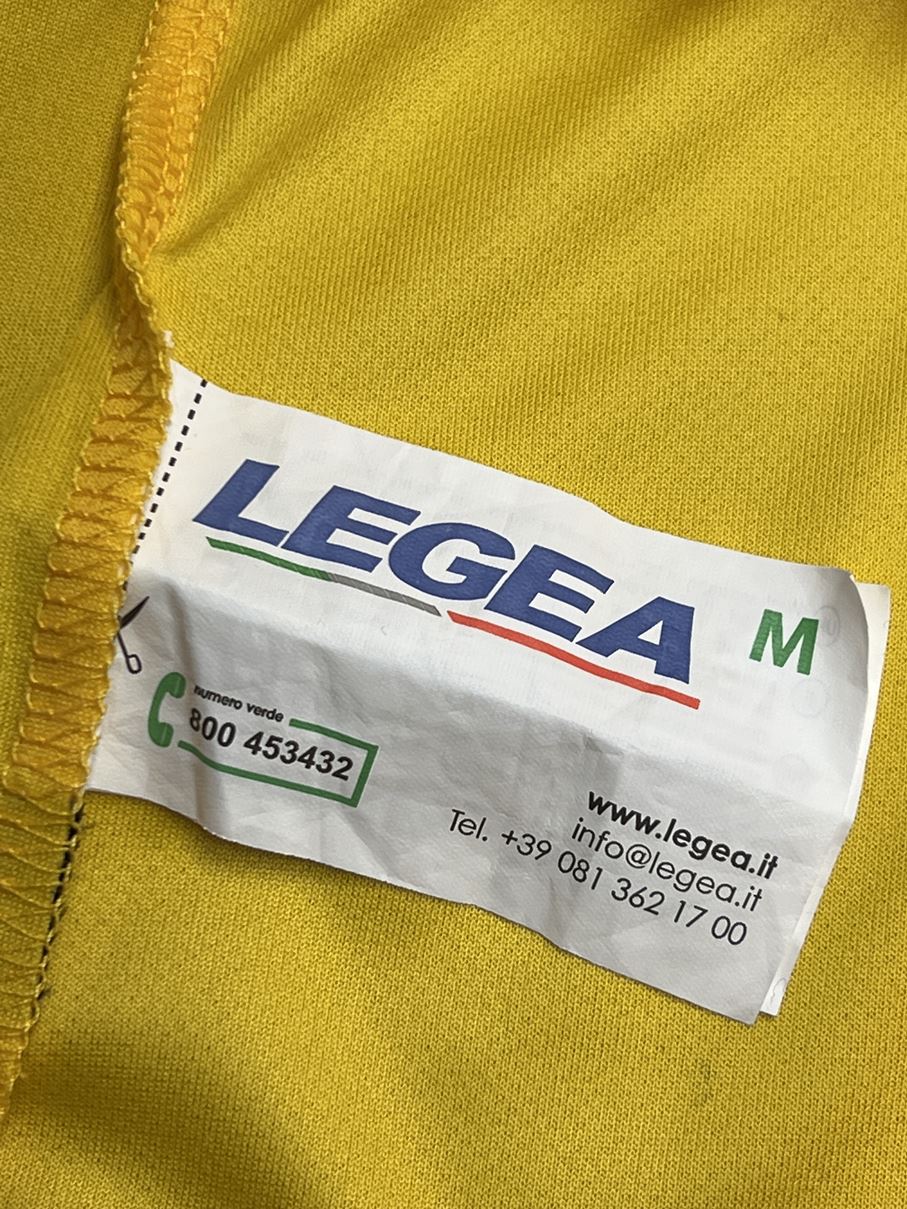 LEGEA
M
numero verde
800 453432
www.legea.it
info@legea.it
Tel. +39 081 362 17 00